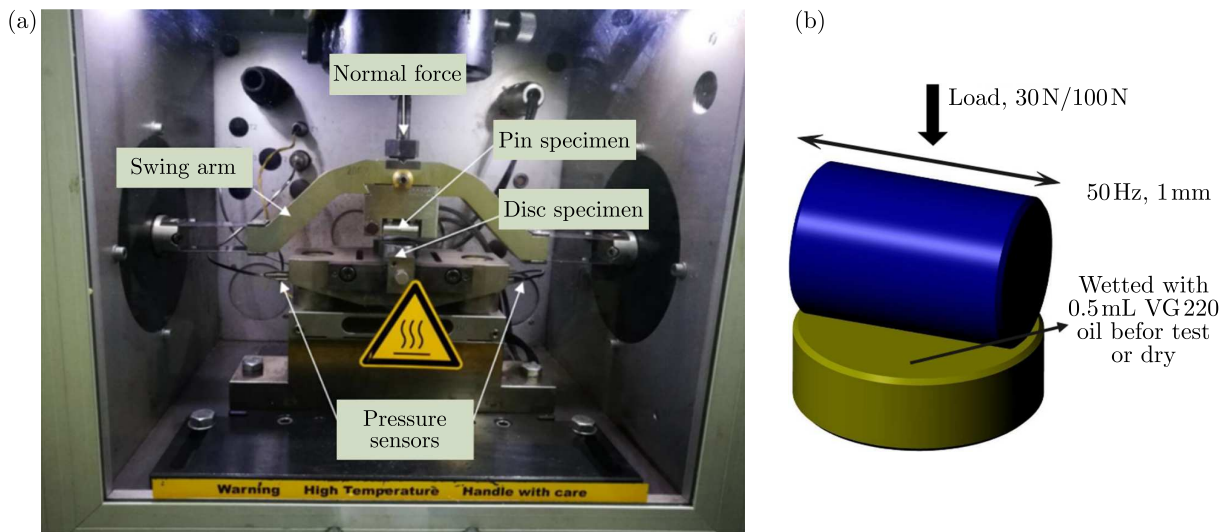 (a)
Normal force
Pin specimen
Swing arm
Disc specimen
Pressure
sensors
Warning High Temperature Handle with care
(b)
Load, 30 N/100 N
50 Hz, 1 mm
Wetted with
0.5 mL VG 220
oil befor test
or dry